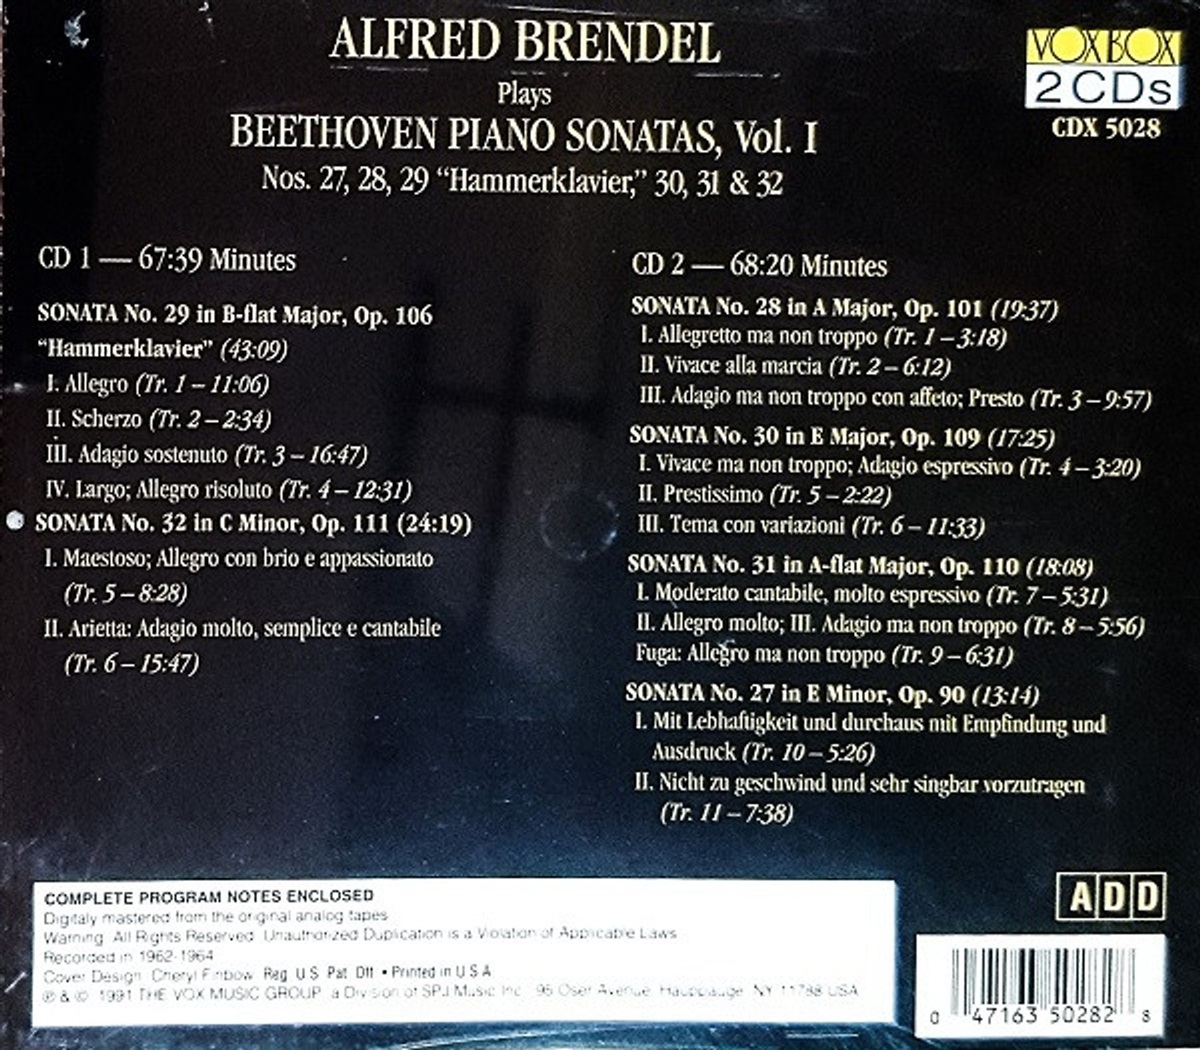 ALFRED BRENDEL
Plays
BEETHOVEN PIANO SONATAS, Vol. I
Nos. 27, 28, 29 “Hammerklavier,” 30, 31 & 32
VOX BOX
2 CDs
CDX 5028
CD 1 — 67:39 Minutes
SONATA No. 29 in B-flat Major, Op. 106
“Hammerklavier” (43:09)
I. Allegro (Tr. 1 – 11:06)
II. Scherzo (Tr. 2 – 2:34)
III. Adagio sostenuto (Tr. 3 – 16:47)
IV. Largo; Allegro risoluto (Tr. 4 – 12:31)
SONATA No. 32 in C Minor, Op. 111 (24:19)
I. Maestoso; Allegro con brio e appassionato
(Tr. 5 – 8:28)
II. Arietta: Adagio molto, semplice e cantabile
(Tr. 6 – 15:47)
CD 2 — 68:20 Minutes
SONATA No. 28 in A Major, Op. 101 (19:37)
I. Allegretto ma non troppo (Tr. 1 – 3:18)
II. Vivace alla marcia (Tr. 2 – 6:12)
III. Adagio ma non troppo con affeto; Presto (Tr. 3 – 9:57)
SONATA No. 30 in E Major, Op. 109 (17:25)
I. Vivace ma non troppo; Adagio espressivo (Tr. 4 – 3:20)
II. Prestissimo (Tr. 5 – 2:22)
III. Tema con variazioni (Tr. 6 – 11:33)
SONATA No. 31 in A-flat Major, Op. 110 (18:08)
I. Moderato cantabile, molto espressivo (Tr. 7 – 5:31)
II. Allegro molto; III. Adagio ma non troppo (Tr. 8 – 5:56)
Fuga: Allegro ma non troppo (Tr. 9 – 6:31)
SONATA No. 27 in E Minor, Op. 90 (13:14)
I. Mit Lebhaftigkeit und durchaus mit Empfindung und
Ausdruck (Tr. 10 – 5:26)
II. Nicht zu geschwind und sehr singbar vorzutragen
(Tr. 11 – 7:38)
COMPLETE PROGRAM NOTES ENCLOSED
Digitaly mastered from the original analog tapes
Warning: All Rights Reserved. Unauthorized Duplication is a Violation of Applicable Laws
Recorded in 1962-1964
Cover Design: Cheryl Finbow Reg. U.S. Pat. Off. • Printed in U.S.A.
℗ & © 1991 THE VOX MUSIC GROUP, a Division of SPJ Music Inc. 95 Oser Avenue, Hauppauge, NY 11788 USA
ADD
0 47163 50282 8